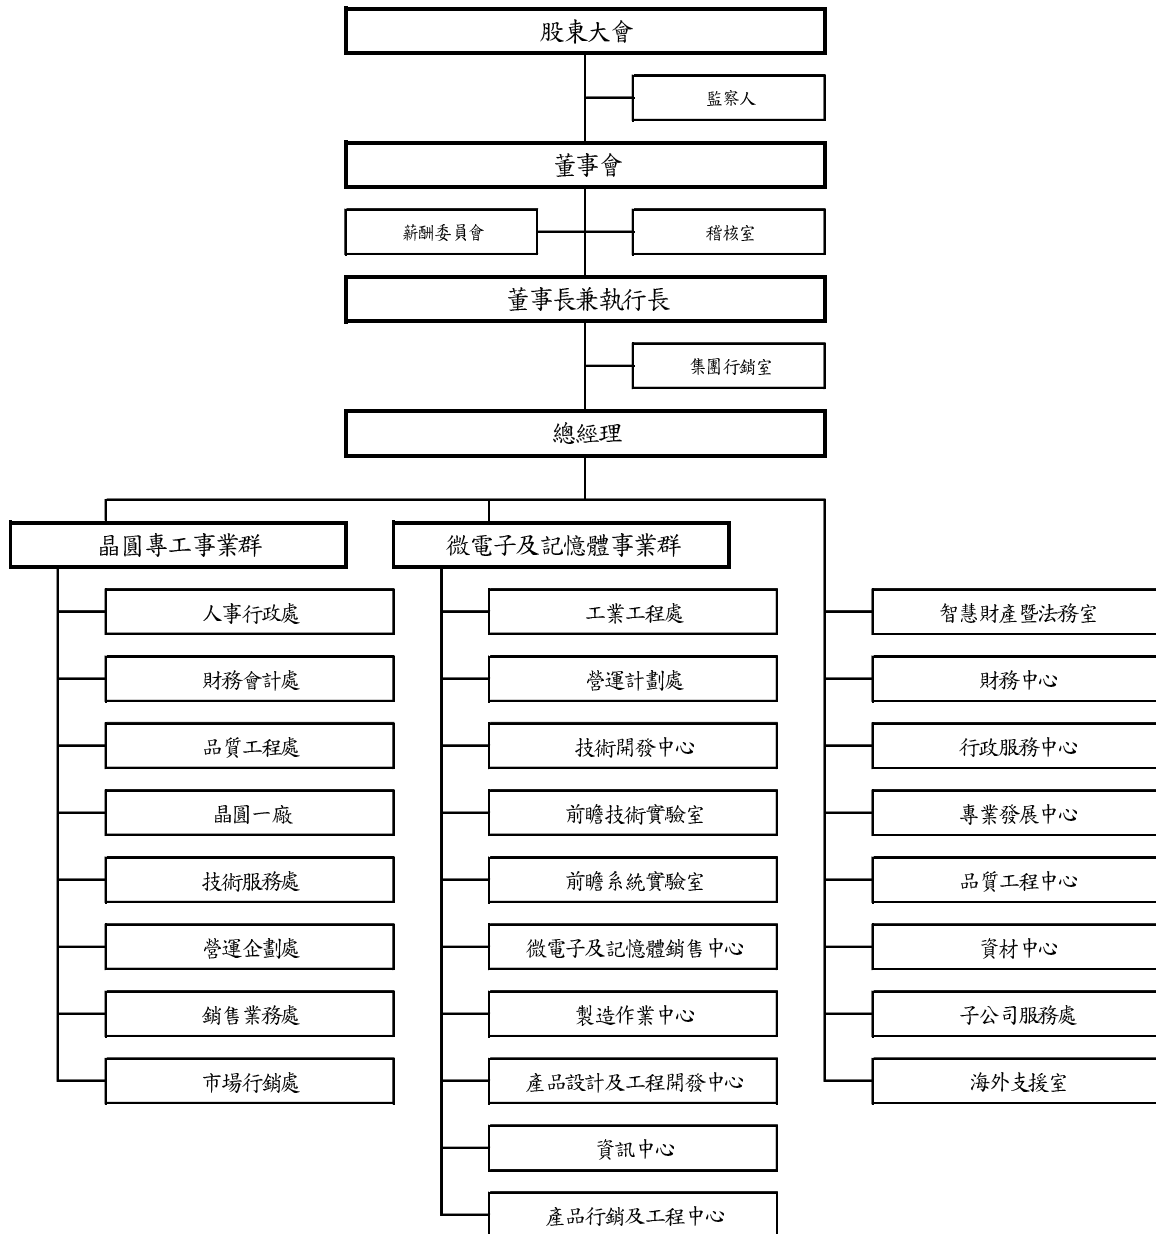 股東大會
監察人
董事會
薪酬委員會
稽核室
董事長兼執行長
集團行銷室
總經理
晶圓專工事業群
微電子及記憶體事業群
人事行政處
財務會計處
品質工程處
晶圓一廠
技術服務處
營運企劃處
銷售業務處
市場行銷處
工業工程處
營運計劃處
技術開發中心
前瞻技術實驗室
前瞻系統實驗室
微電子及記憶體銷售中心
製造作業中心
產品設計及工程開發中心
資訊中心
產品行銷及工程中心
智慧財產暨法務室
財務中心
行政服務中心
專業發展中心
品質工程中心
資材中心
子公司服務處
海外支援室